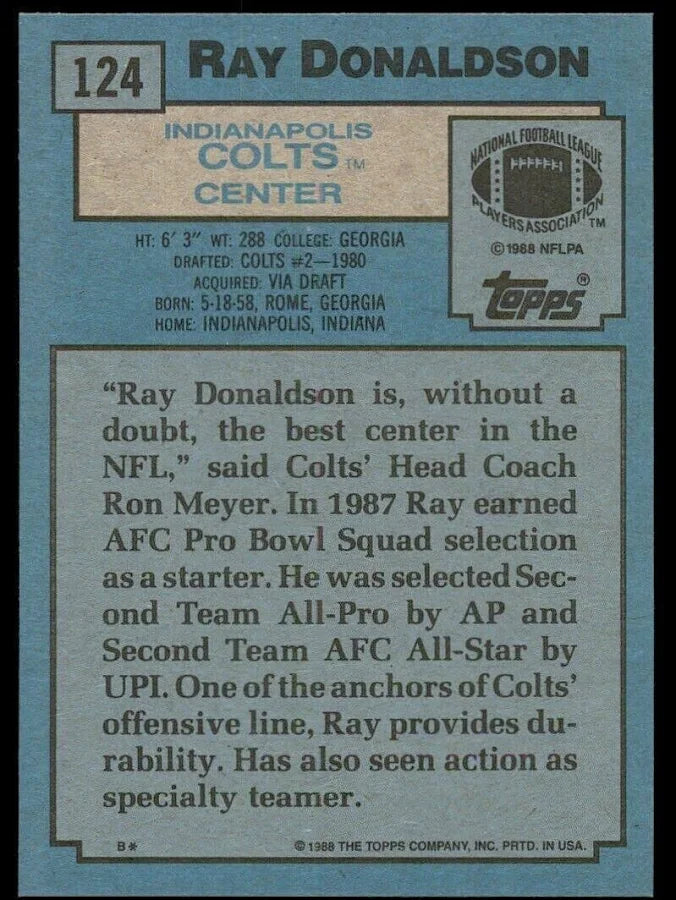 124
RAY DONALDSON
INDIANAPOLIS
COLTS TM
CENTER
NATIONAL FOOTBALL LEAGUE
PLAYERS ASSOCIATION TM
© 1988 NFLPA
topps®
HT: 6' 3" WT: 288 COLLEGE: GEORGIA
DRAFTED: COLTS #2—1980
ACQUIRED: VIA DRAFT
BORN: 5-18-58, ROME, GEORGIA
HOME: INDIANAPOLIS, INDIANA
“Ray Donaldson is, without a
doubt, the best center in the
NFL,” said Colts’ Head Coach
Ron Meyer. In 1987 Ray earned
AFC Pro Bowl Squad selection
as a starter. He was selected Sec-
ond Team All-Pro by AP and
Second Team AFC All-Star by
UPI. One of the anchors of Colts’
offensive line, Ray provides du-
rability. Has also seen action as
specialty teamer.
B*
© 1988 THE TOPPS COMPANY, INC. PRTD. IN USA.